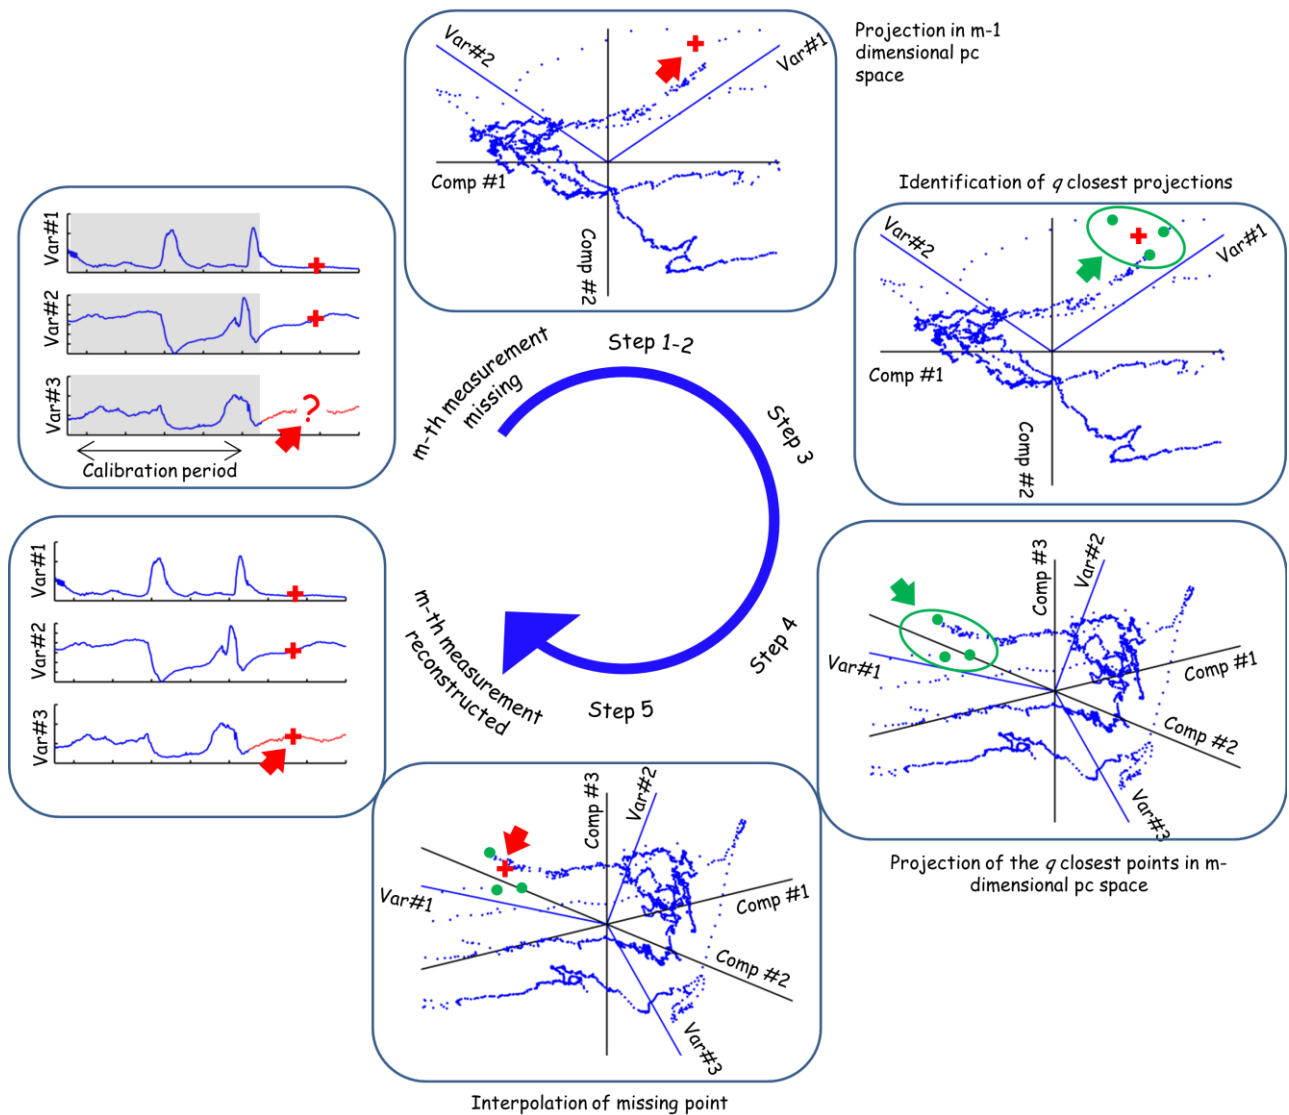 Var#2
Var#1
Comp #1
Comp #2
Projection in m-1
dimensional pc
space
Identification of q closest projections
Var#2
Var#1
Comp #1
Comp #2
Var#1
Var#2
Var#3
?
Calibration period
m-th measurement
missing
Step 1-2
Step 3
Step 4
Step 5
m-th measurement
reconstructed
Comp #3
Var#2
Var#1
Comp #1
Comp #2
Var#3
Projection of the q closest points in m-
dimensional pc space
Comp #3
Var#2
Var#1
Comp #1
Comp #2
Var#3
Interpolation of missing point
Var#1
Var#2
Var#3